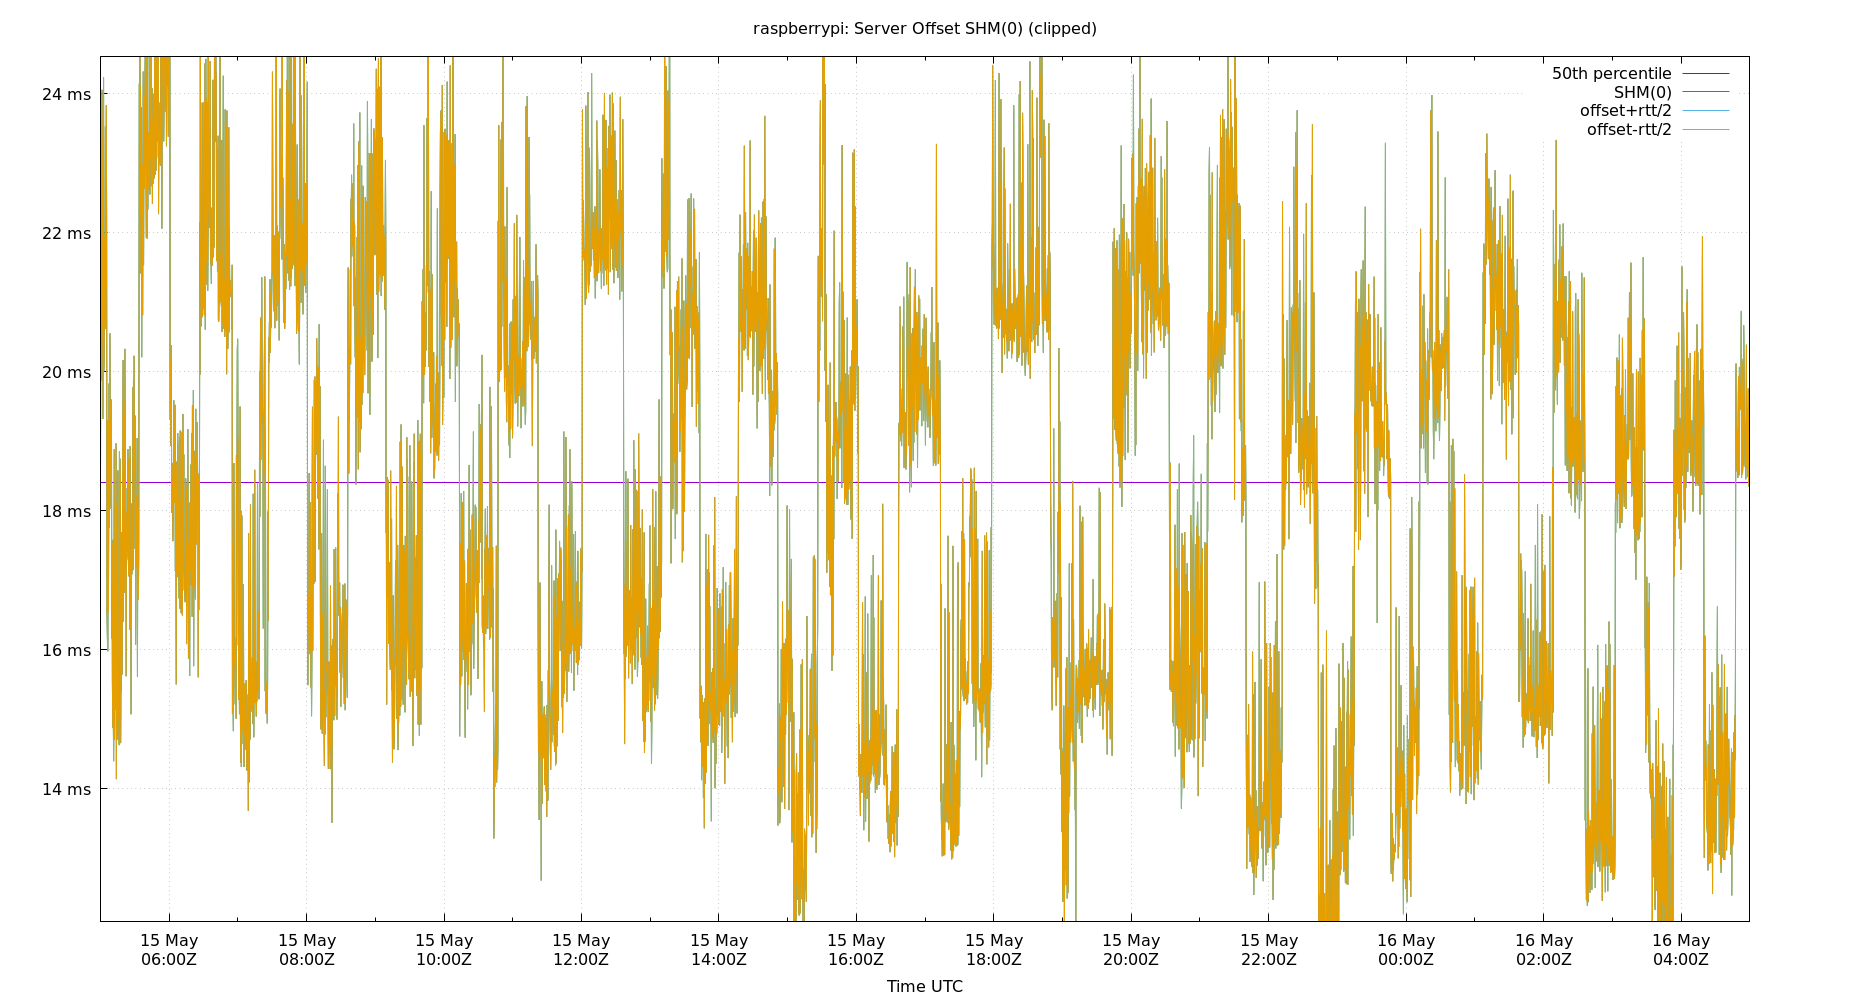 raspberrypi: Server Offset SHM(0) (clipped)
50th percentile
SHM(0)
offset+rtt/2
offset-rtt/2
24 ms
22 ms
20 ms
18 ms
16 ms
14 ms
15 May 15 May 15 May 15 May 15 May 15 May 15 May 15 May 15 May 16 May 16 May 16 May
06:00Z 08:00Z 10:00Z 12:00Z 14:00Z 16:00Z 18:00Z 20:00Z 22:00Z 00:00Z 02:00Z 04:00Z
Time UTC